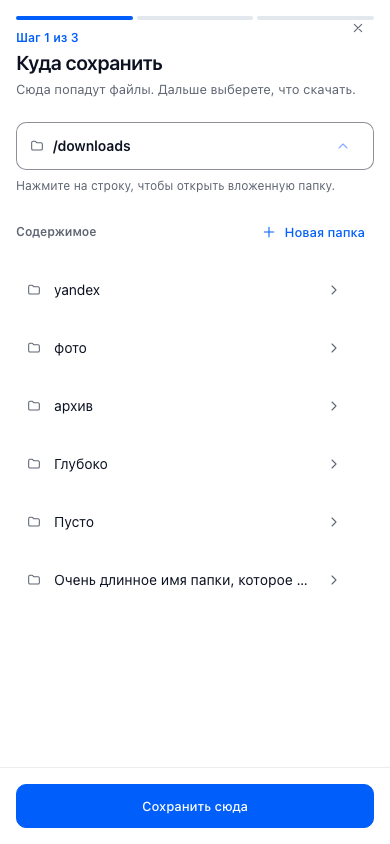 Шаг 1 из 3
Куда сохранить
Сюда попадут файлы. Дальше выберете, что скачать.
/downloads
Нажмите на строку, чтобы открыть вложенную папку.
Содержимое
Новая папка
yandex
фото
архив
Глубоко
Пусто
Очень длинное имя папки, которое ...
Сохранить сюда